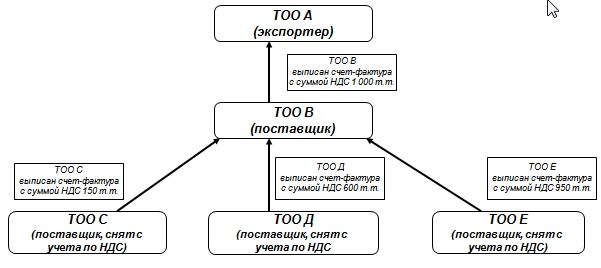 ТОО А
(экспортер)
ТОО В
выписан счет-фактура
с суммой НДС 1 000 т.т.
ТОО В
(поставщик)
ТОО С
выписан счет-фактура
с суммой НДС 150 т.т.
ТОО Д
выписан счет-фактура
с суммой НДС 600 т.т.
ТОО Е
выписан счет-фактура
с суммой НДС 950 т.т.
ТОО С
(поставщик, снят с
учета по НДС)
ТОО Д
(поставщик, снят с
учета по НДС
ТОО Е
(поставщик, снят с
учета по НДС)